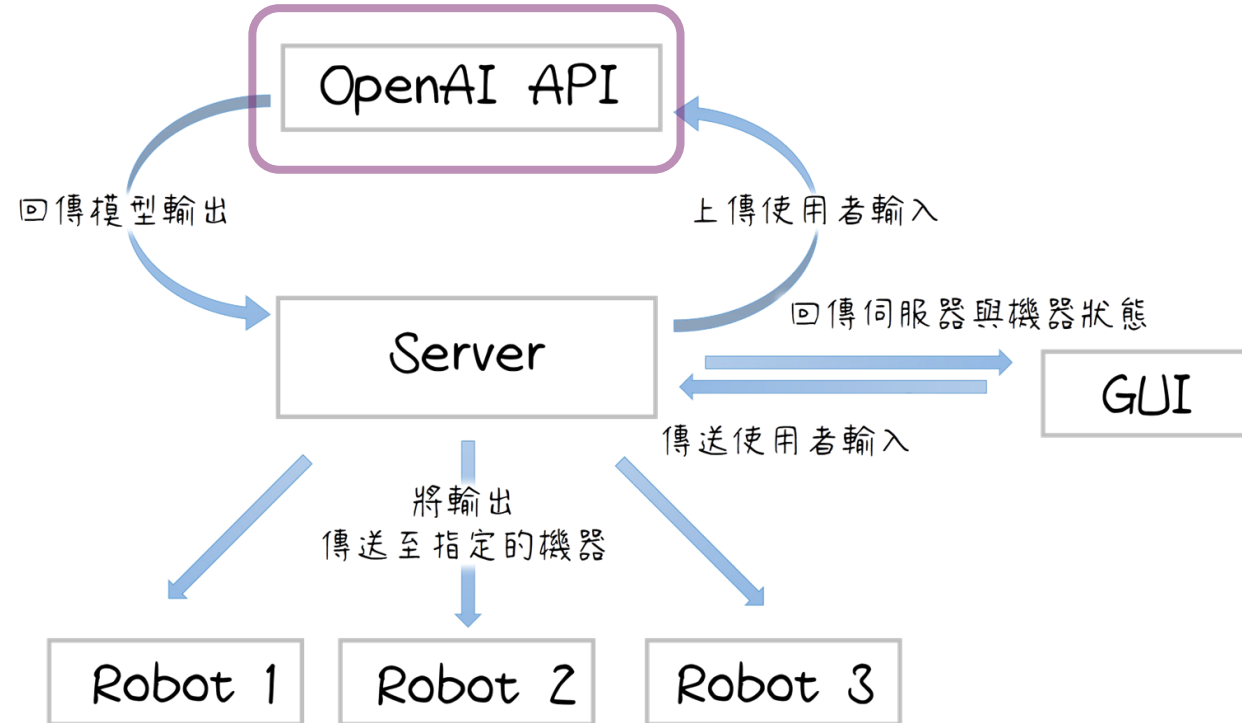 OpenAI API
回傳模型輸出
上傳使用者輸入
回傳伺服器與機器狀態
Server
GUI
傳送使用者輸入
將輸出
傳送至指定的機器
Robot 1
Robot 2
Robot 3